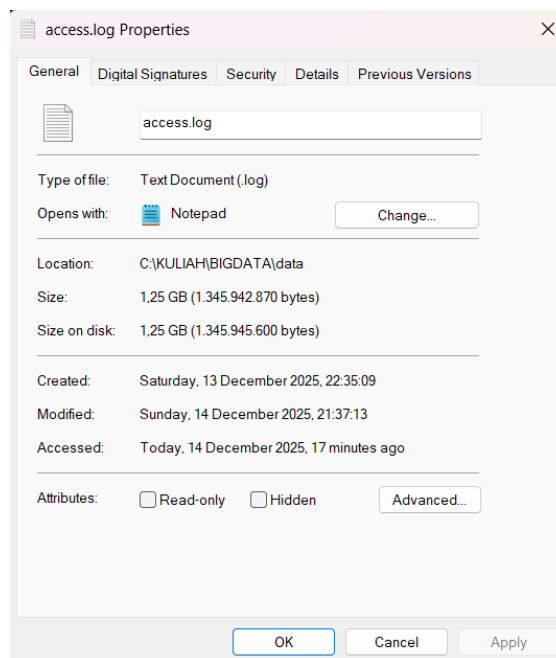 access.log Properties
General Digital Signatures Security Details Previous Versions
access.log
Type of file: Text Document (.log)
Opens with: Notepad Change...
Location: C:\KULIAH\BIGDATA\data
Size: 1,25 GB (1.345.942.870 bytes)
Size on disk: 1,25 GB (1.345.945.600 bytes)
Created: Saturday, 13 December 2025, 22:35:09
Modified: Sunday, 14 December 2025, 21:37:13
Accessed: Today, 14 December 2025, 17 minutes ago
Attributes: Read-only Hidden Advanced...
OK Cancel Apply